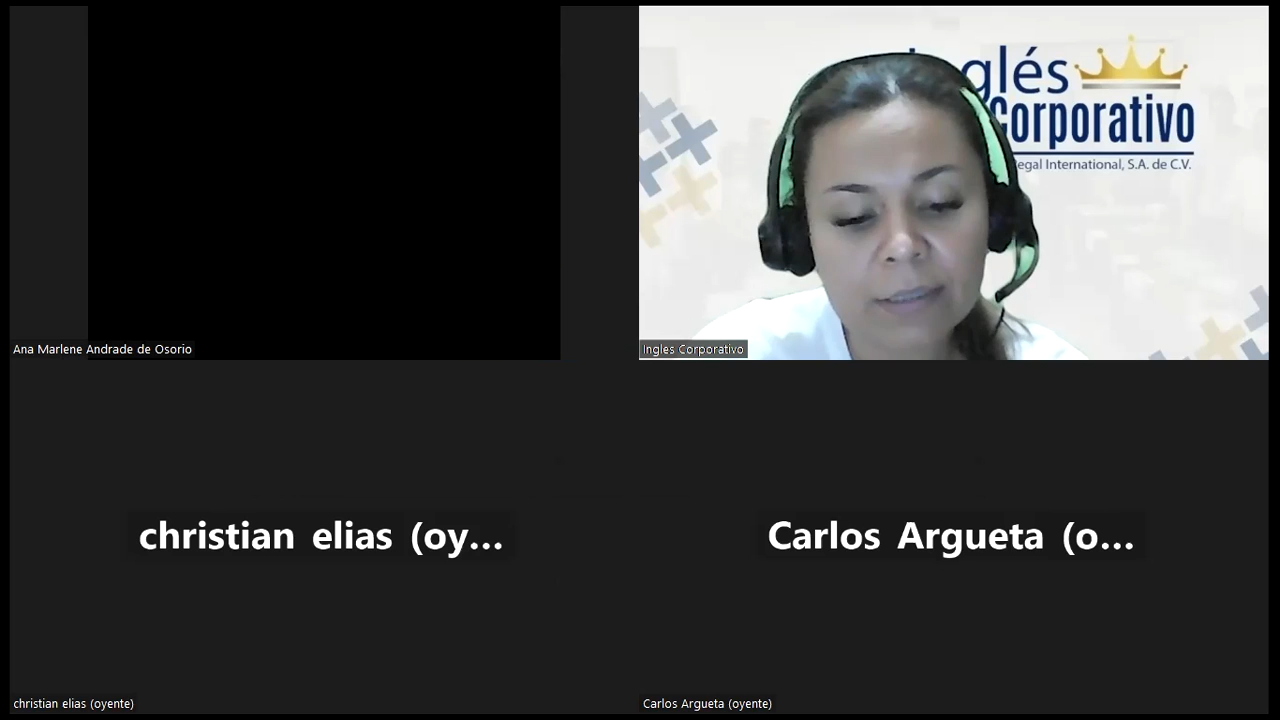 Ana Marlene Andrade de Osorio
Inglés
Corporativo
egal International, S.A. de C.V.
Ingles Corporativo
christian elias (oy...
Carlos Argueta (o...
christian elias (oyente)
Carlos Argueta (oyente)